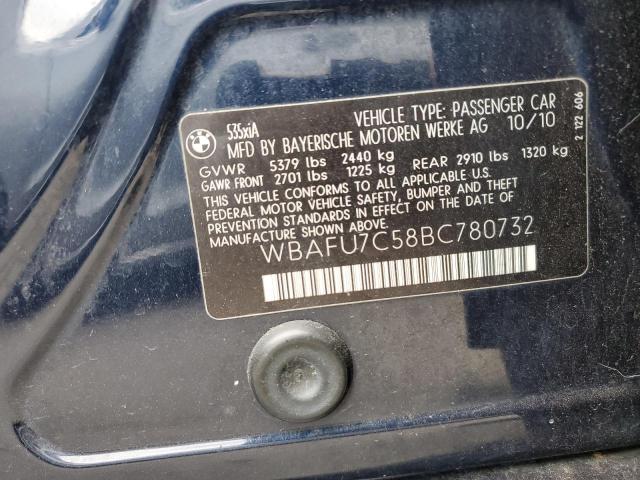 BMW
535xiA VEHICLE TYPE: PASSENGER CAR
MFD BY BAYERISCHE MOTOREN WERKE AG 10/10
GVWR 5379 lbs 2440 kg
GAWR FRONT 2701 lbs 1225 kg REAR 2910 lbs 1320 kg
THIS VEHICLE CONFORMS TO ALL APPLICABLE U.S.
FEDERAL MOTOR VEHICLE SAFETY, BUMPER AND THEFT
PREVENTION STANDARDS IN EFFECT ON THE DATE OF
MANUFACTURE SHOWN ABOVE.
WBAFU7C58BC780732
2 122 606